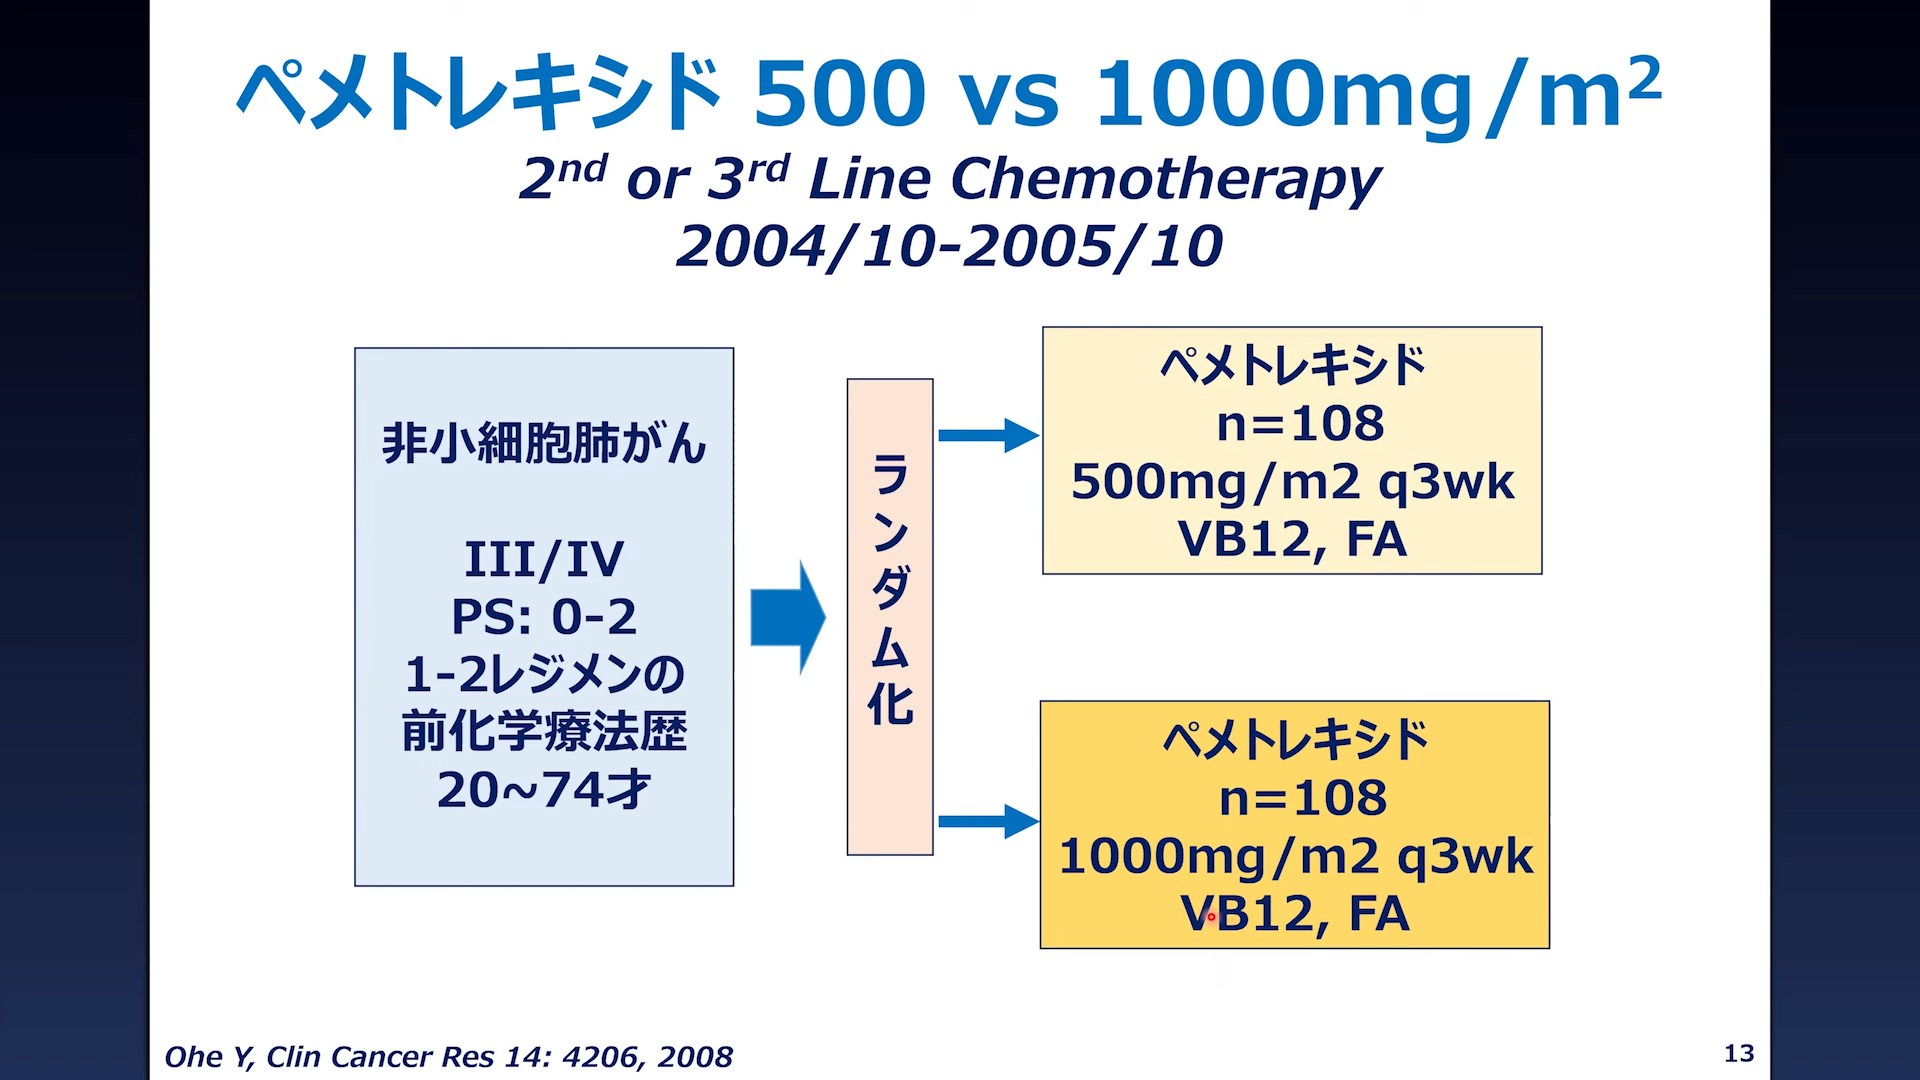 ペメトレキシド 500 vs 1000mg/m²
2nd or 3rd Line Chemotherapy
2004/10-2005/10
非小細胞肺がん
III/IV
PS: 0-2
1-2レジメンの
前化学療法歴
20~74才
ランダム化
ペメトレキシド
n=108
500mg/m2 q3wk
VB12, FA
ペメトレキシド
n=108
1000mg/m2 q3wk
VB12, FA
Ohe Y, Clin Cancer Res 14: 4206, 2008
13